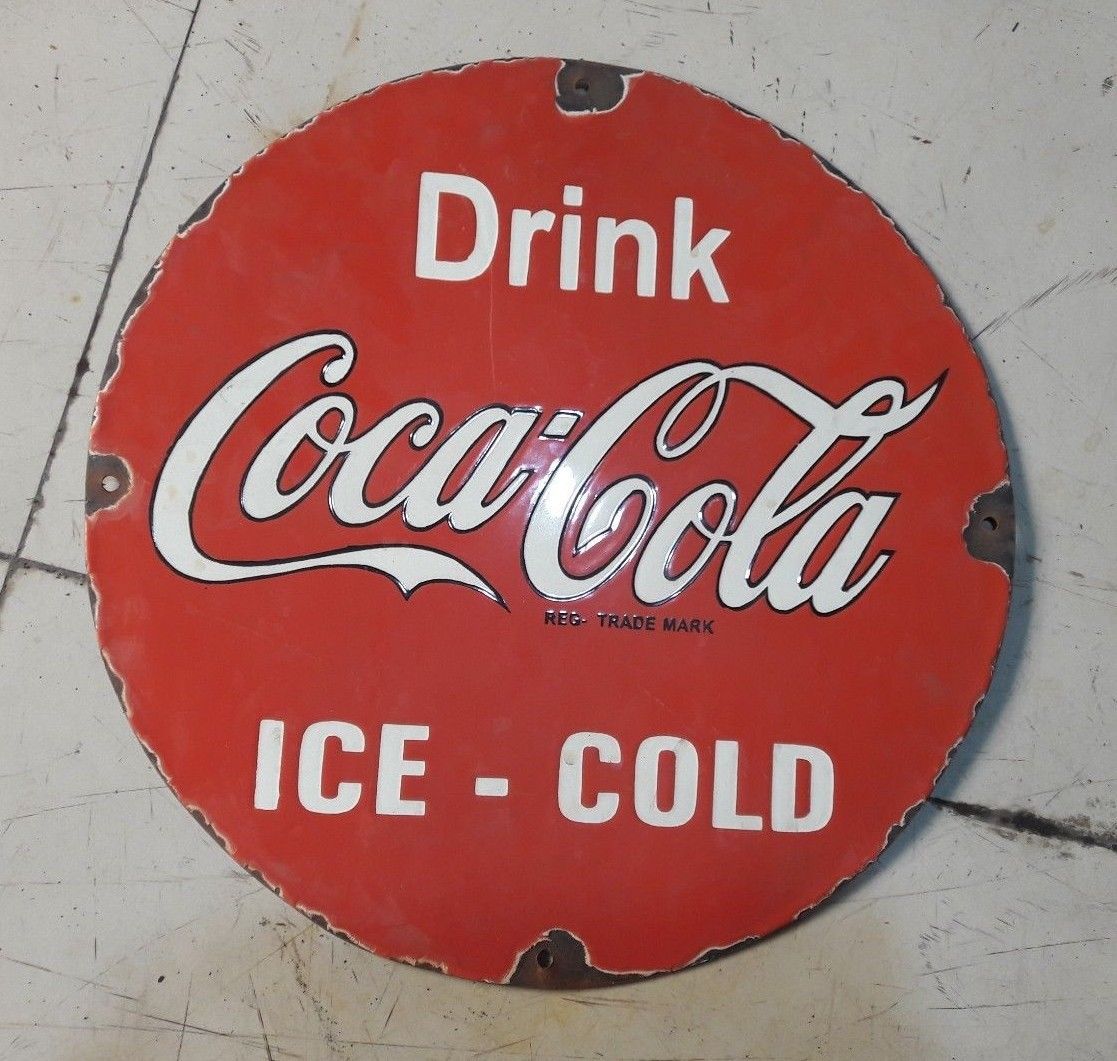 Drink
Coca-Cola
REG- TRADE MARK
ICE - COLD